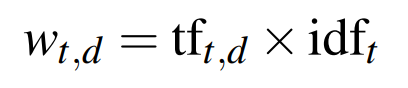 w_{t,d} = tf_{t,d} × idf_t